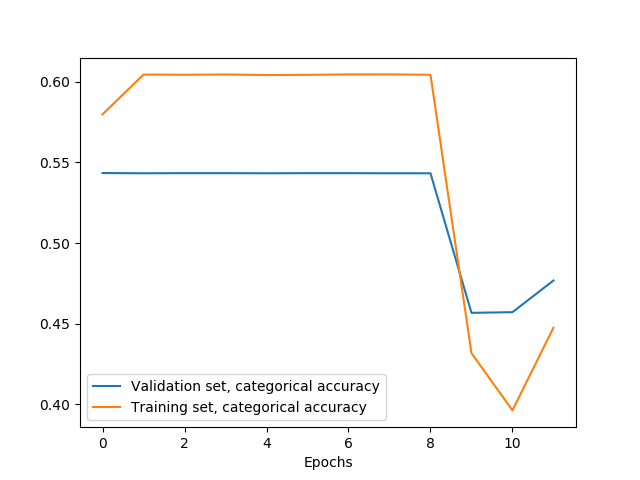 0.60
0.55
0.50
0.45
0.40
Validation set, categorical accuracy
Training set, categorical accuracy
0 2 4 6 8 10
Epochs